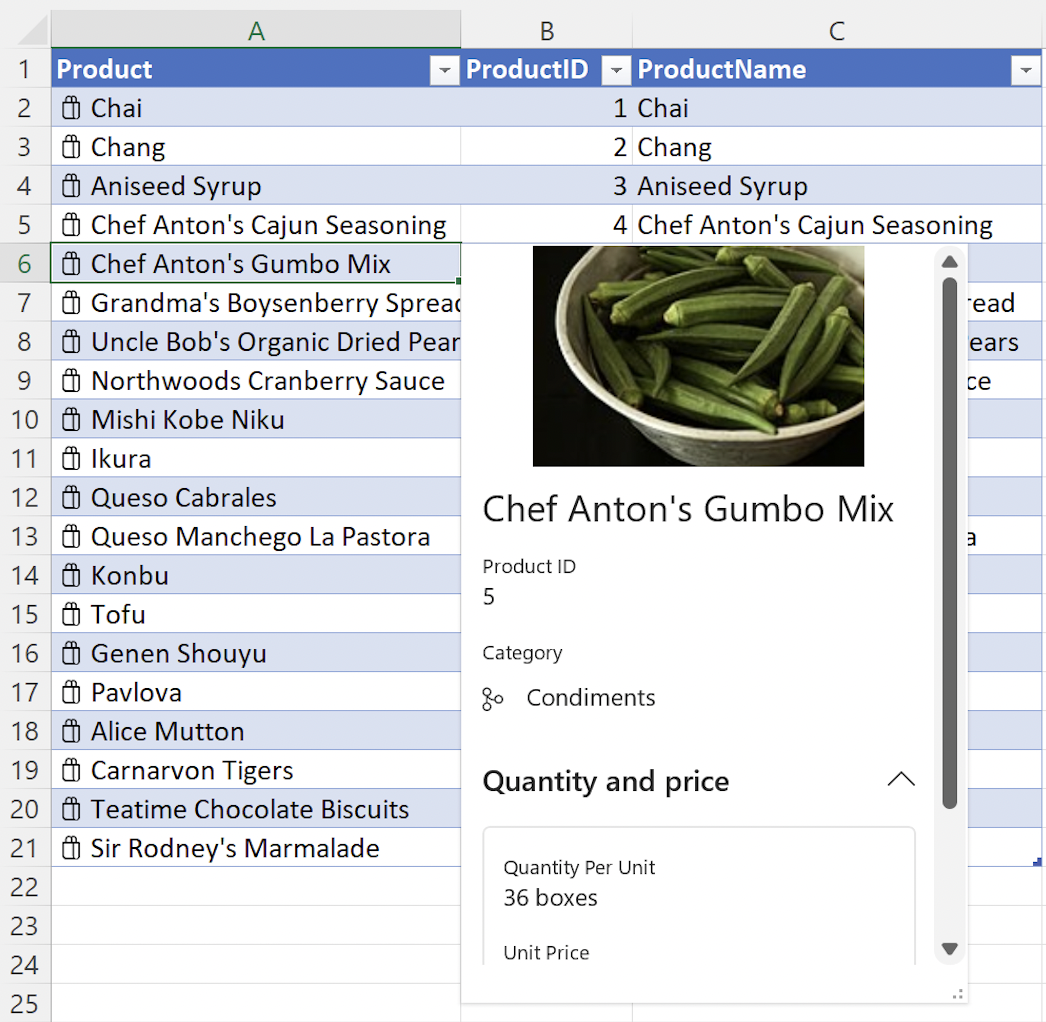 A B C
1 Product ProductID ProductName
2 Chai 1 Chai
3 Chang 2 Chang
4 Aniseed Syrup 3 Aniseed Syrup
5 Chef Anton's Cajun Seasoning 4 Chef Anton's Cajun Seasoning
6 Chef Anton's Gumbo Mix
7 Grandma's Boysenberry Spread read
8 Uncle Bob's Organic Dried Pear ears
9 Northwoods Cranberry Sauce ce
10 Mishi Kobe Niku
11 Ikura
12 Queso Cabrales
13 Queso Manchego La Pastora a
14 Konbu
15 Tofu
16 Genen Shouyu
17 Pavlova
18 Alice Mutton
19 Carnarvon Tigers
20 Teatime Chocolate Biscuits
21 Sir Rodney's Marmalade
22
23
24
25
Chef Anton's Gumbo Mix
Product ID
5
Category
Condiments
Quantity and price
Quantity Per Unit
36 boxes
Unit Price